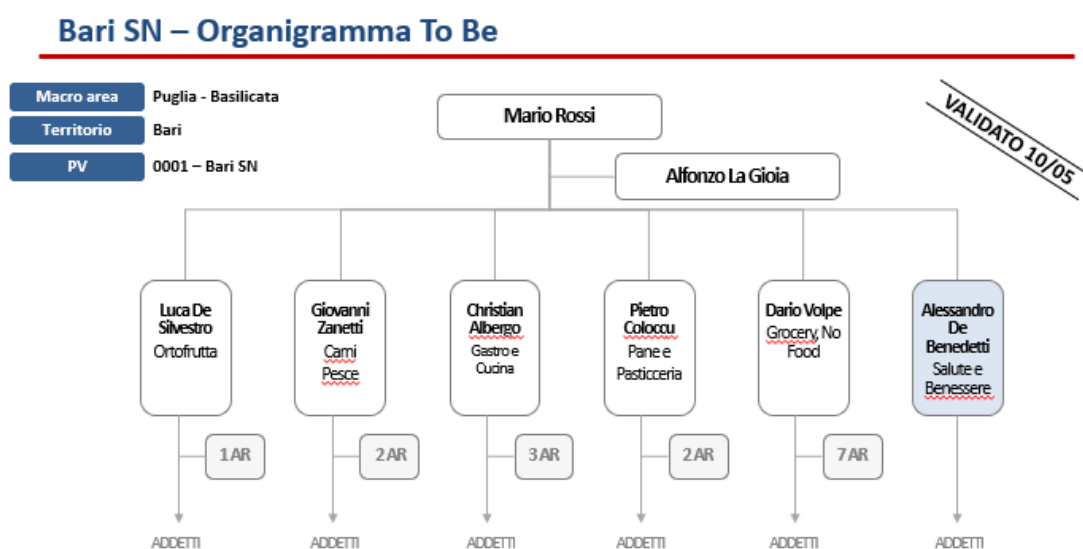 Bari SN – Organigramma To Be
Macro area
Puglia - Basilicata
Territorio
Bari
PV
0001 – Bari SN
VALIDATO 10/05
Mario Rossi
Alfonzo La Gioia
Luca De
Silvestro
Ortofrutta
Giovanni
Zanetti
Carni
Pesce
Christian
Albergo
Gastro e
Cucina
Pietro
Coloccu
Pane e
Pasticceria
Dario Volpe
Grocery, No
Food
Alessandro
De
Benedetti
Salute e
Benessere
1 AR
2 AR
3 AR
2 AR
7 AR
ADDETTI
ADDETTI
ADDETTI
ADDETTI
ADDETTI
ADDETTI